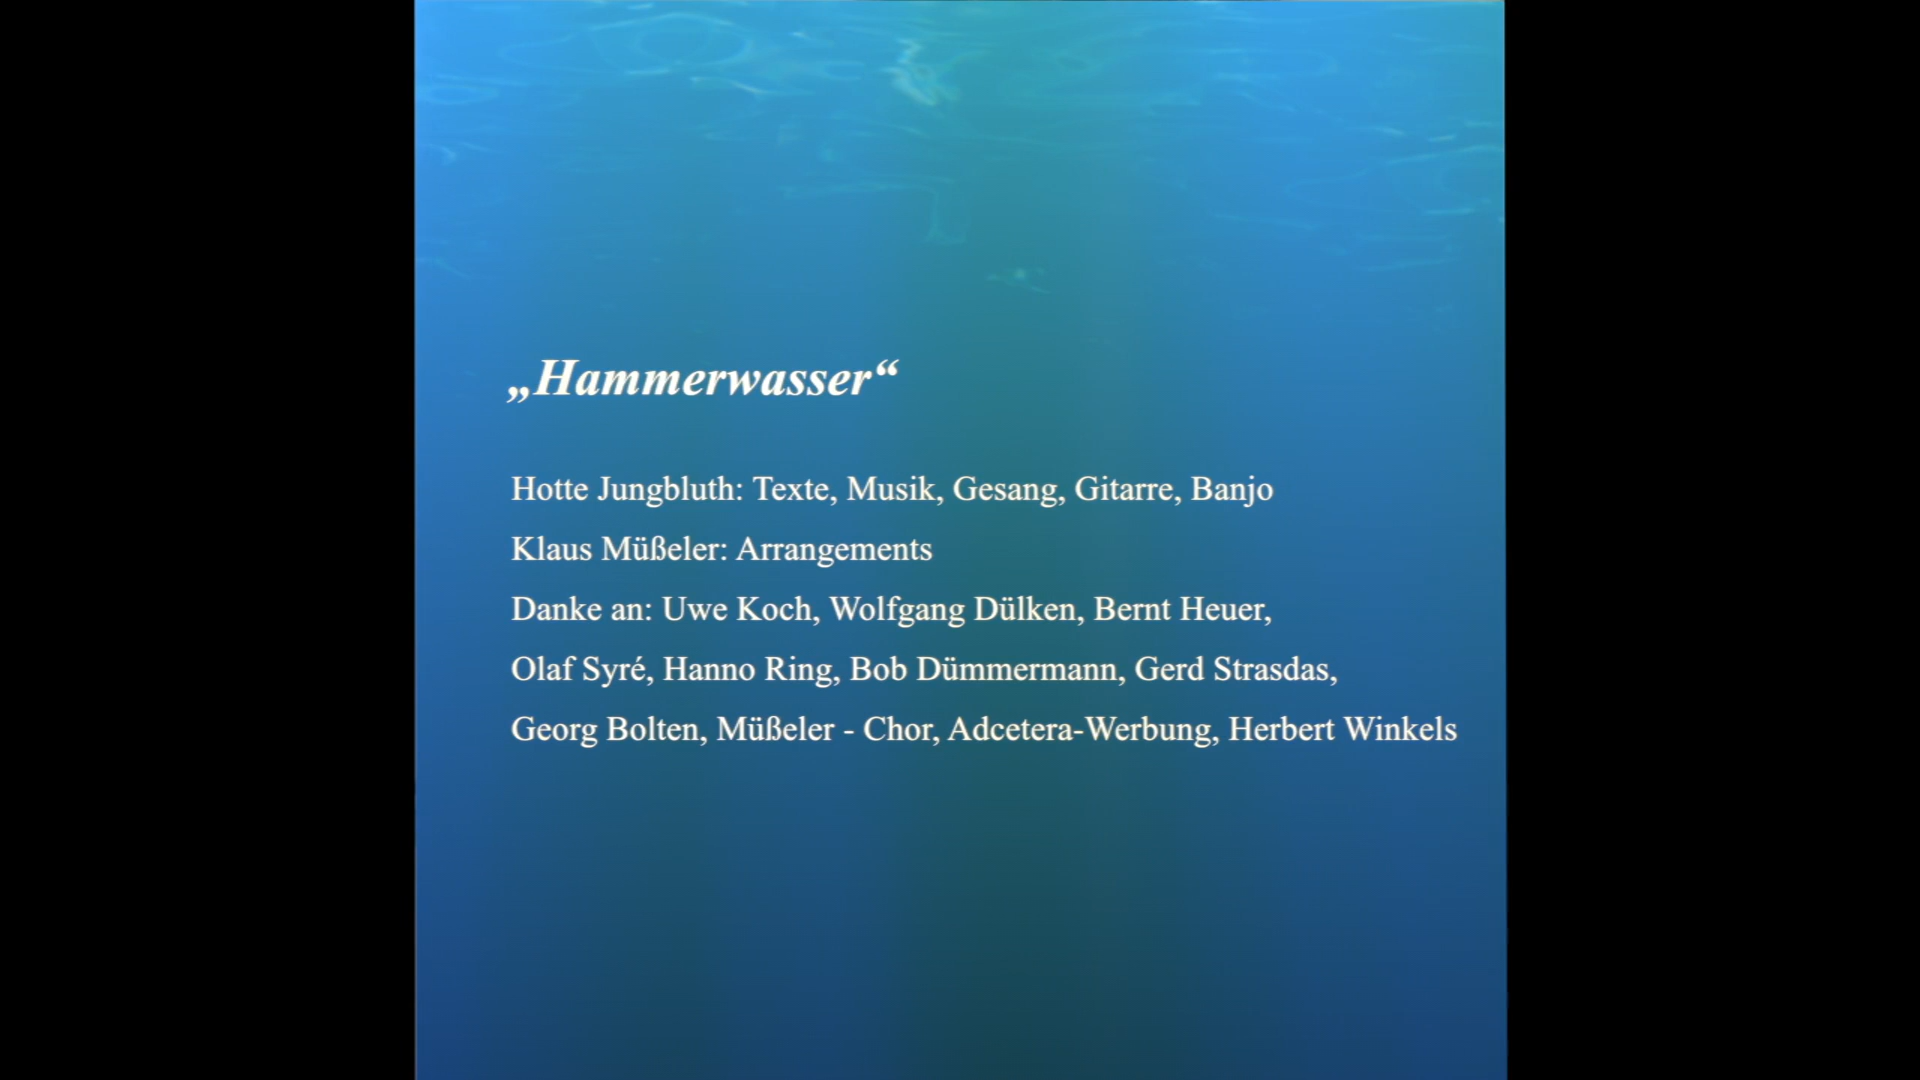 „Hammerwasser“
Hotte Jungbluth: Texte, Musik, Gesang, Gitarre, Banjo
Klaus Müßeler: Arrangements
Danke an: Uwe Koch, Wolfgang Dülken, Bernt Heuer,
Olaf Syré, Hanno Ring, Bob Dümmermann, Gerd Strasdas,
Georg Bolten, Müßeler - Chor, Adcetera-Werbung, Herbert Winkels